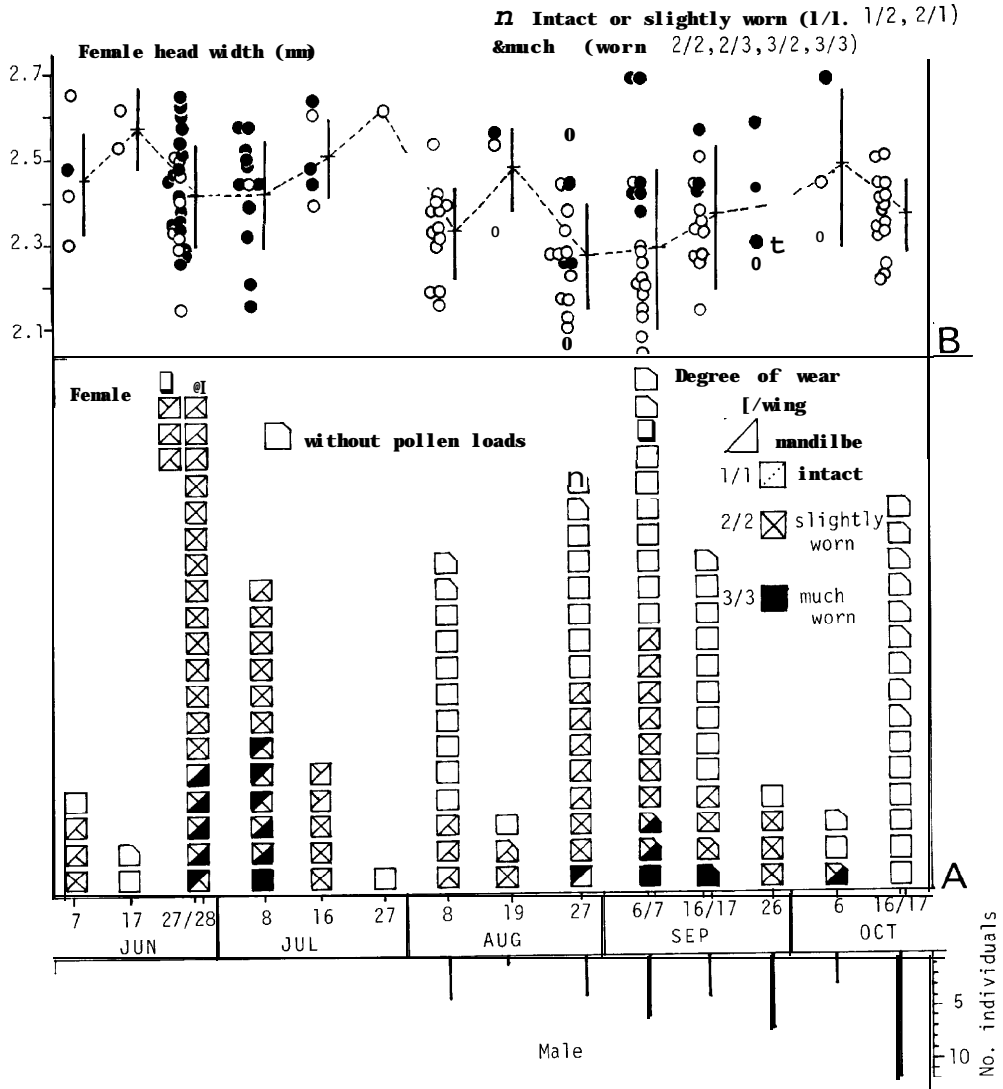 n Intact or slightly worn (l/l. 1/2, 2/1)
&much (worn 2/2, 2/3, 3/2, 3/3)
Female head width (mm)
2.7
2.5
2.3
2.1
t
B
Female
@I
without pollen loads
Degree of wear
[/wing
mandilbe
1/1 intact
2/2 slightly
worn
3/3 much
worn
n
A
7 17 27/28 8 16 27 8 19 27 6/7 16/17 26 6 16/17
JUN JUL AUG SEP OCT
5
10
No. individuals
Male